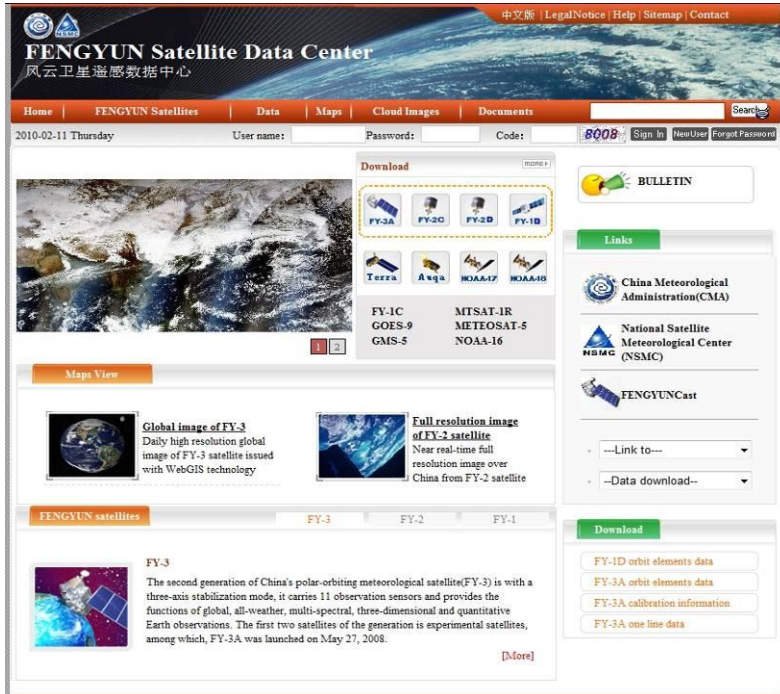 中文版 | LegalNotice | Help | Sitemap | Contact
NSMC
FENGYUN Satellite Data Center
风云卫星遥感数据中心
Home | FENGYUN Satellites | Data | Maps | Cloud Images | Documents Search
2010-02-11 Thursday User name: Password: Code: 8008 Sign In NewUser Forgot Password
Download more
FY-3A FY-2C FY-2D FY-1D
Terra Aqua NOAA-17 NOAA-18
FY-1C MTSAT-1R
GOES-9 METEOSAT-5
GMS-5 NOAA-16
1 2
BULLETIN
Links
China Meteorological
Administration(CMA)
National Satellite
Meteorological Center
(NSMC)
NSMC
FENGYUNCast
---Link to---
--Data download--
Maps View
Global image of FY-3
Daily high resolution global
image of FY-3 satellite issued
with WebGIS technology
Full resolution image
of FY-2 satellite
Near real-time full
resolution image over
China from FY-2 satellite
FENGYUN satellites FY-3 FY-2 FY-1
FY-3
The second generation of China's polar-orbiting meteorological satellite(FY-3) is with a
three-axis stabilization mode, it carries 11 observation sensors and provides the
functions of global, all-weather, multi-spectral, three-dimensional and quantitative
Earth observations. The first two satellites of the generation is experimental satellites,
among which, FY-3A was launched on May 27, 2008.
[More]
Download
FY-1D orbit elements data
FY-3A orbit elements data
FY-3A calibration information
FY-3A one line data